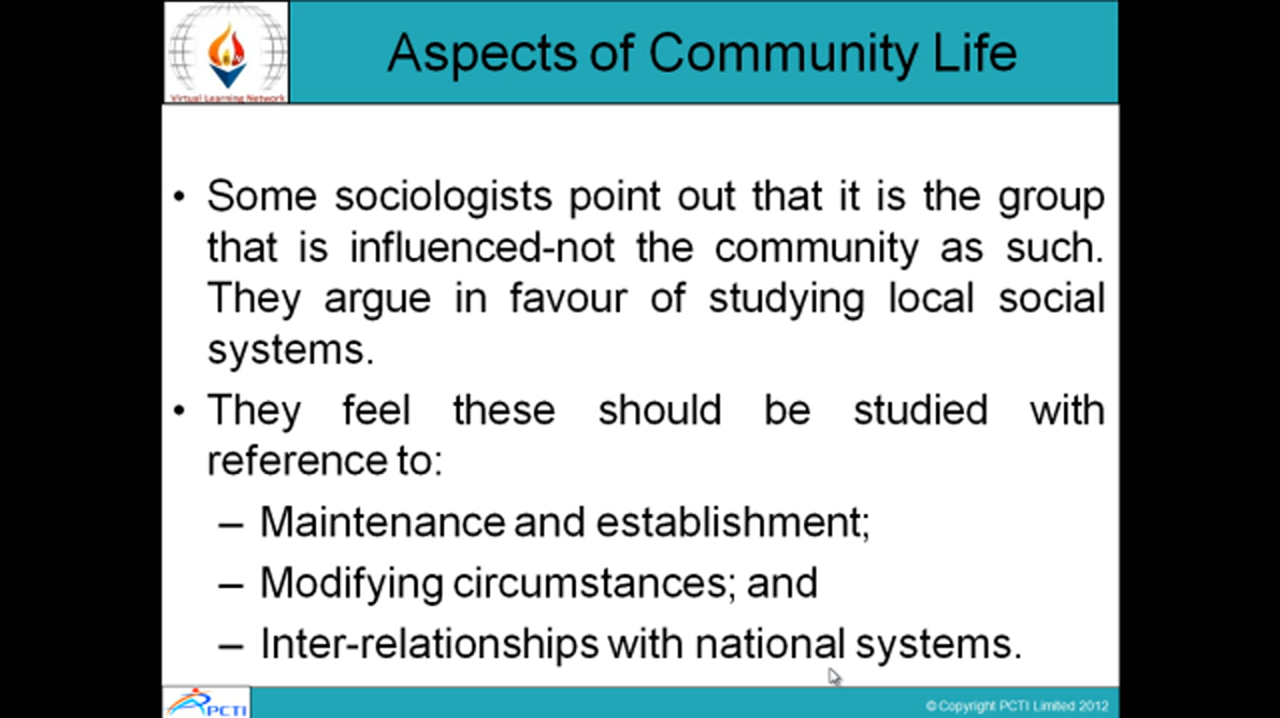 Aspects of Community Life
Virtual Learning Network
• Some sociologists point out that it is the group
that is influenced-not the community as such.
They argue in favour of studying local social
systems.
• They feel these should be studied with
reference to:
– Maintenance and establishment;
– Modifying circumstances; and
– Inter-relationships with national systems.
PCTI
© Copyright PCTI Limited 2012